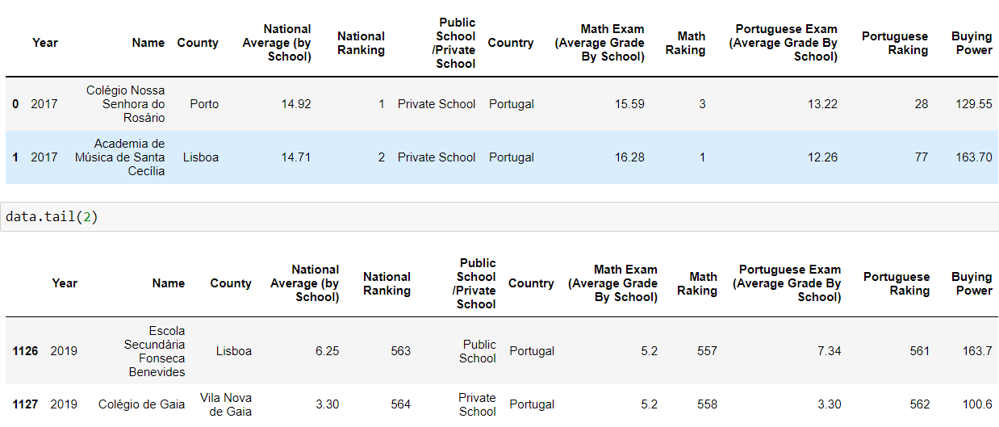 Year Name County National Average (by School) National Ranking Public School /Private School Country Math Exam (Average Grade By School) Math Raking Portuguese Exam (Average Grade By School) Portuguese Raking Buying Power
0 2017 Colégio Nossa Senhora do Rosário Porto 14.92 1 Private School Portugal 15.59 3 13.22 28 129.55
1 2017 Academia de Música de Santa Cecília Lisboa 14.71 2 Private School Portugal 16.28 1 12.26 77 163.70
data.tail(2)
Year Name County National Average (by School) National Ranking Public School /Private School Country Math Exam (Average Grade By School) Math Raking Portuguese Exam (Average Grade By School) Portuguese Raking Buying Power
1126 2019 Escola Secundária Fonseca Benevides Lisboa 6.25 563 Public School Portugal 5.2 557 7.34 561 163.7
1127 2019 Colégio de Gaia Vila Nova de Gaia 3.30 564 Private School Portugal 5.2 558 3.30 562 100.6